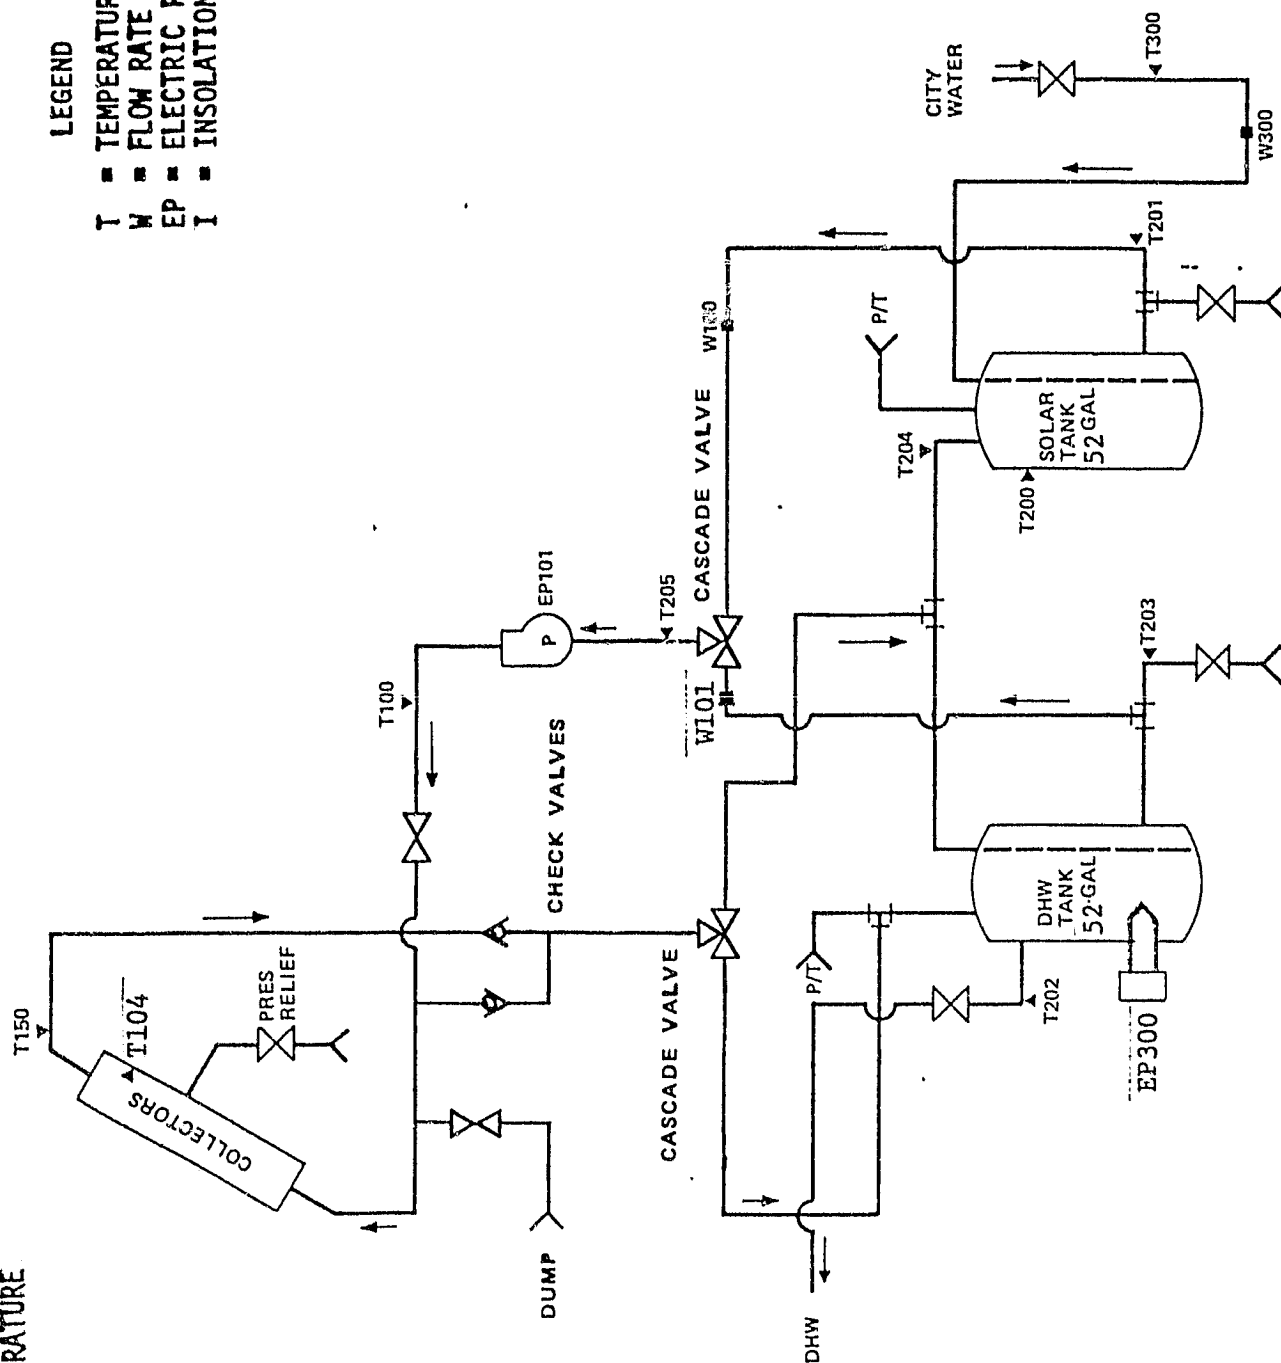 RATURE
LEGEND
T = TEMPERATUR
W = FLOW RATE
EP = ELECTRIC
I = INSOLATION
T150
T104
COLLECTORS
PRES
RELIEF
DUMP
CHECK VALVES
T100
EP101
P
T205
CASCADE VALVE
W101
CASCADE VALVE
P/T
T204
P/T
CITY
WATER
T300
W300
T201
SOLAR
TANK
52 GAL
T200
T203
DHW
TANK
52 GAL
T202
EP300
DHW